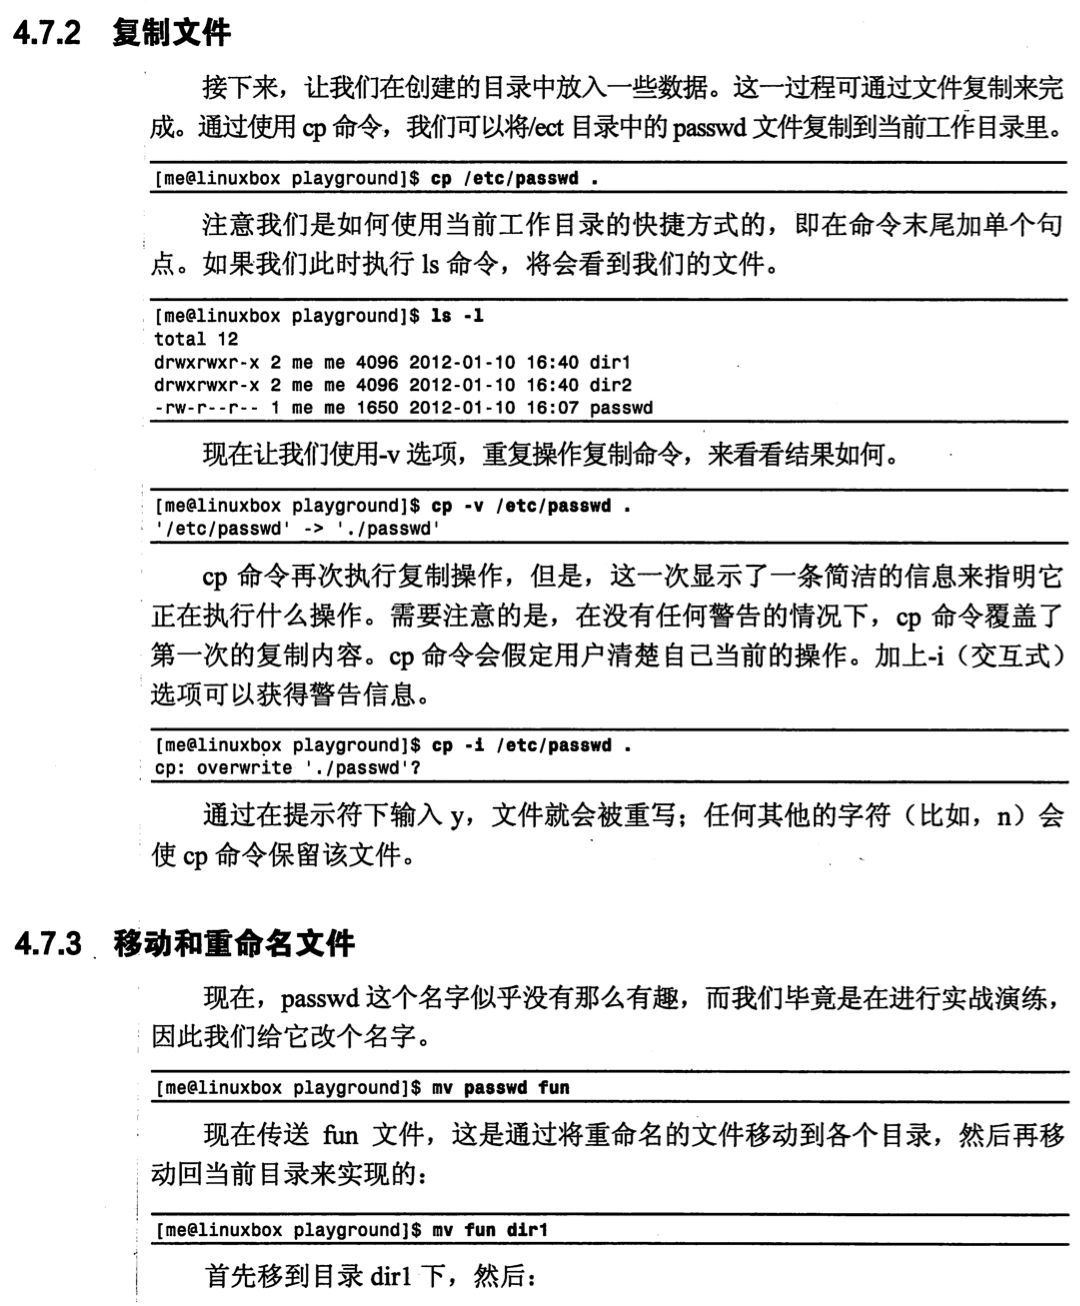 4.7.2 复制文件
接下来，让我们在创建的目录中放入一些数据。这一过程可通过文件复制来完
成。通过使用 cp 命令，我们可以将/ect 目录中的 passwd 文件复制到当前工作目录里。
[me@linuxbox playground]$ cp /etc/passwd .
注意我们是如何使用当前工作目录的快捷方式的，即在命令末尾加单个句
点。如果我们此时执行 ls 命令，将会看到我们的文件。
[me@linuxbox playground]$ ls -l
total 12
drwxrwxr-x 2 me me 4096 2012-01-10 16:40 dir1
drwxrwxr-x 2 me me 4096 2012-01-10 16:40 dir2
-rw-r--r-- 1 me me 1650 2012-01-10 16:07 passwd
现在让我们使用-v 选项，重复操作复制命令，来看看结果如何。
[me@linuxbox playground]$ cp -v /etc/passwd .
'/etc/passwd' -> './passwd'
cp 命令再次执行复制操作，但是，这一次显示了一条简洁的信息来指明它
正在执行什么操作。需要注意的是，在没有任何警告的情况下，cp 命令覆盖了
第一次的复制内容。cp 命令会假定用户清楚自己当前的操作。加上-i（交互式）
选项可以获得警告信息。
[me@linuxbox playground]$ cp -i /etc/passwd .
cp: overwrite './passwd'?
通过在提示符下输入 y，文件就会被重写；任何其他的字符（比如，n）会
使 cp 命令保留该文件。
4.7.3 移动和重命名文件
现在，passwd 这个名字似乎没有那么有趣，而我们毕竟是在进行实战演练，
因此我们给它改个名字。
[me@linuxbox playground]$ mv passwd fun
现在传送 fun 文件，这是通过将重命名的文件移动到各个目录，然后再移
动回当前目录来实现的：
[me@linuxbox playground]$ mv fun dir1
首先移到目录 dir1 下，然后：